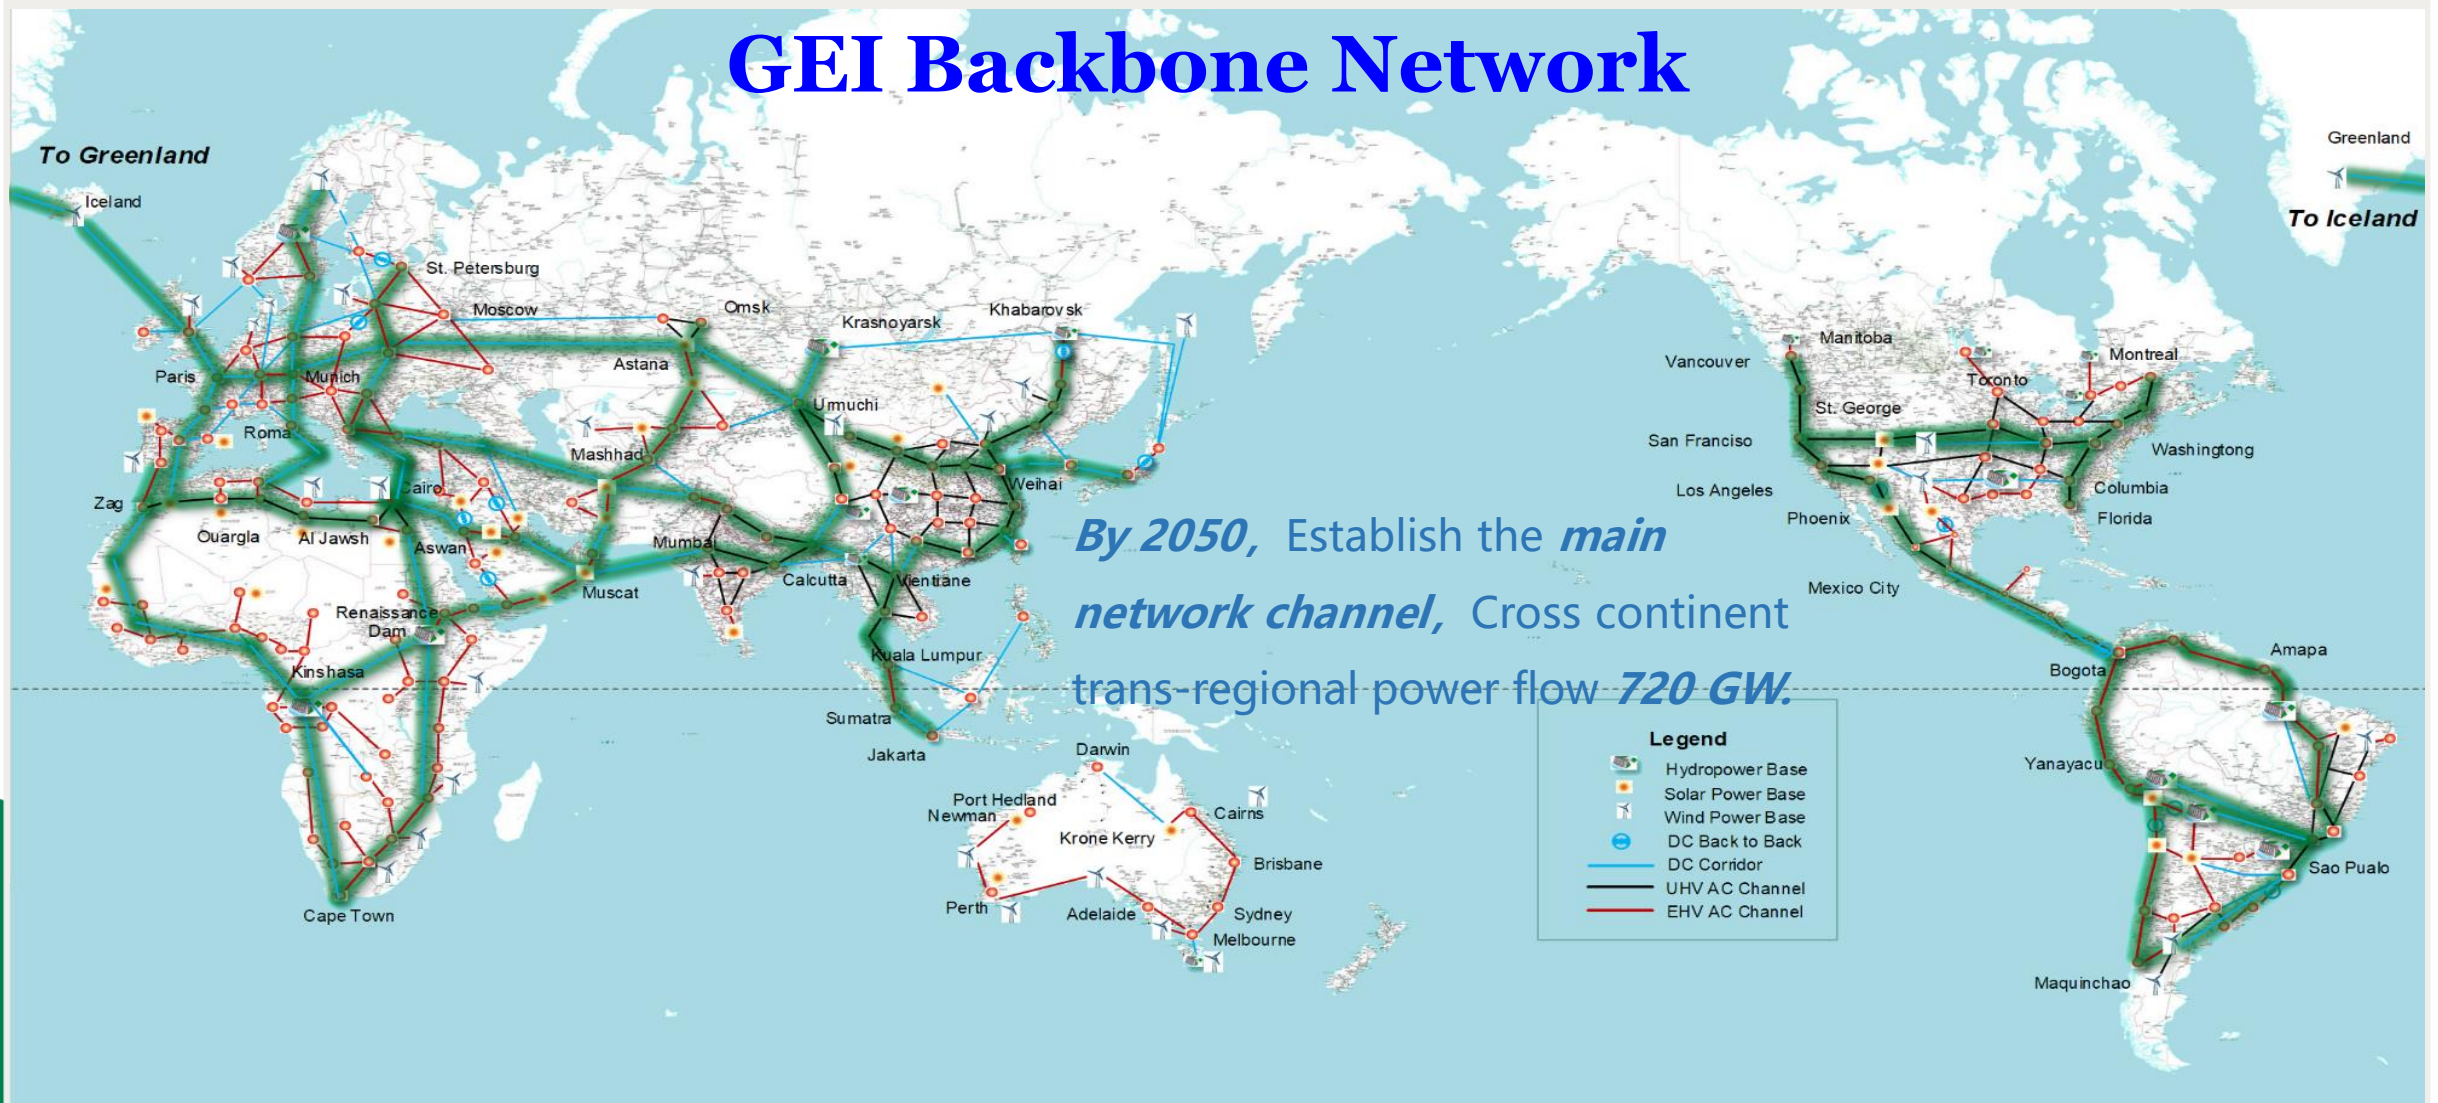 GEI Backbone Network
To Greenland
Iceland
Greenland
To Iceland
St. Petersburg
Moscow
Omsk
Krasnoyarsk
Khabarovsk
Astana
Paris
Munich
Urmuchi
Roma
Mashhad
Weihai
Zag
Cairo
Ouargla
Al Jawsh
Aswan
Mumbai
Calcutta
Vientiane
Muscat
Renaissance
Dam
Kinshasa
Kuala Lumpur
Sumatra
Jakarta
Cape Town
Vancouver
Manitoba
Montreal
Toronto
St. George
San Franciso
Washingtong
Los Angeles
Columbia
Phoenix
Florida
Mexico City
Bogota
Amapa
Yanayacu
Sao Pualo
Maquinchao
By 2050, Establish the main
network channel, Cross continent
trans-regional power flow 720 GW.
Darwin
Port Hedland
Newman
Cairns
Krone Kerry
Brisbane
Perth
Adelaide
Sydney
Melbourne
Legend
Hydropower Base
Solar Power Base
Wind Power Base
DC Back to Back
DC Corridor
UHV AC Channel
EHV AC Channel